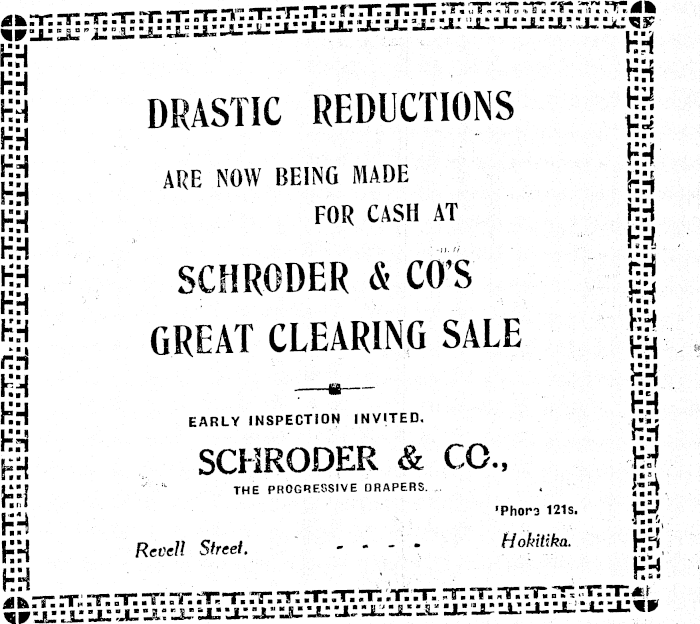 DRASTIC REDUCTIONS
ARE NOW BEING MADE
FOR CASH AT
SCHRODER & CO'S
GREAT CLEARING SALE
EARLY INSPECTION INVITED.
SCHRODER & CO.,
THE PROGRESSIVE DRAPERS.
'Phone 121s.
Revell Street. - - - - Hokitika.